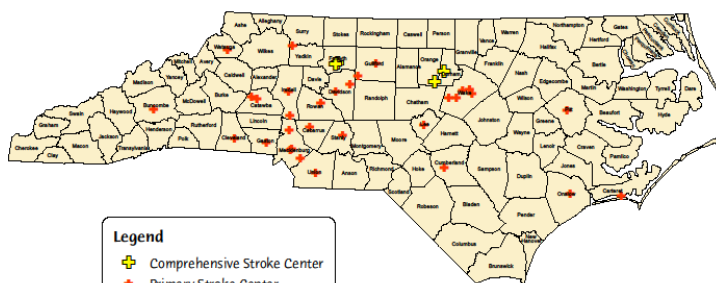 Ashe
Alleghany
Surry
Stokes
Rockingham
Caswell
Person
Granville
Vance
Warren
Northampton
Gates
Hertford
Halifax
Watauga
Wilkes
Yadkin
Guilford
Alamance
Orange
Durham
Franklin
Nash
Bertie
Mitchell
Avery
Yancey
Madison
Caldwell
Alexander
Iredell
Davie
Davidson
Randolph
Chatham
Wake
Edgecombe
Martin
Washington
Tyrrell
Dare
Buncombe
McDowell
Burke
Catawba
Rowan
Wilson
Pitt
Beaufort
Hyde
Swain
Haywood
Rutherford
Lincoln
Lee
Johnston
Greene
Wayne
Graham
Jackson
Henderson
Polk
Cleveland
Gaston
Cabarrus
Stanly
Montgomery
Moore
Harnett
Lenoir
Craven
Pamlico
Cherokee
Clay
Macon
Transylvania
Mecklenburg
Union
Anson
Richmond
Hoke
Cumberland
Sampson
Duplin
Jones
Onslow
Carteret
Scotland
Robeson
Bladen
Pender
Columbus
New
Hanover
Brunswick
Legend
Comprehensive Stroke Center
Primary Stroke Center